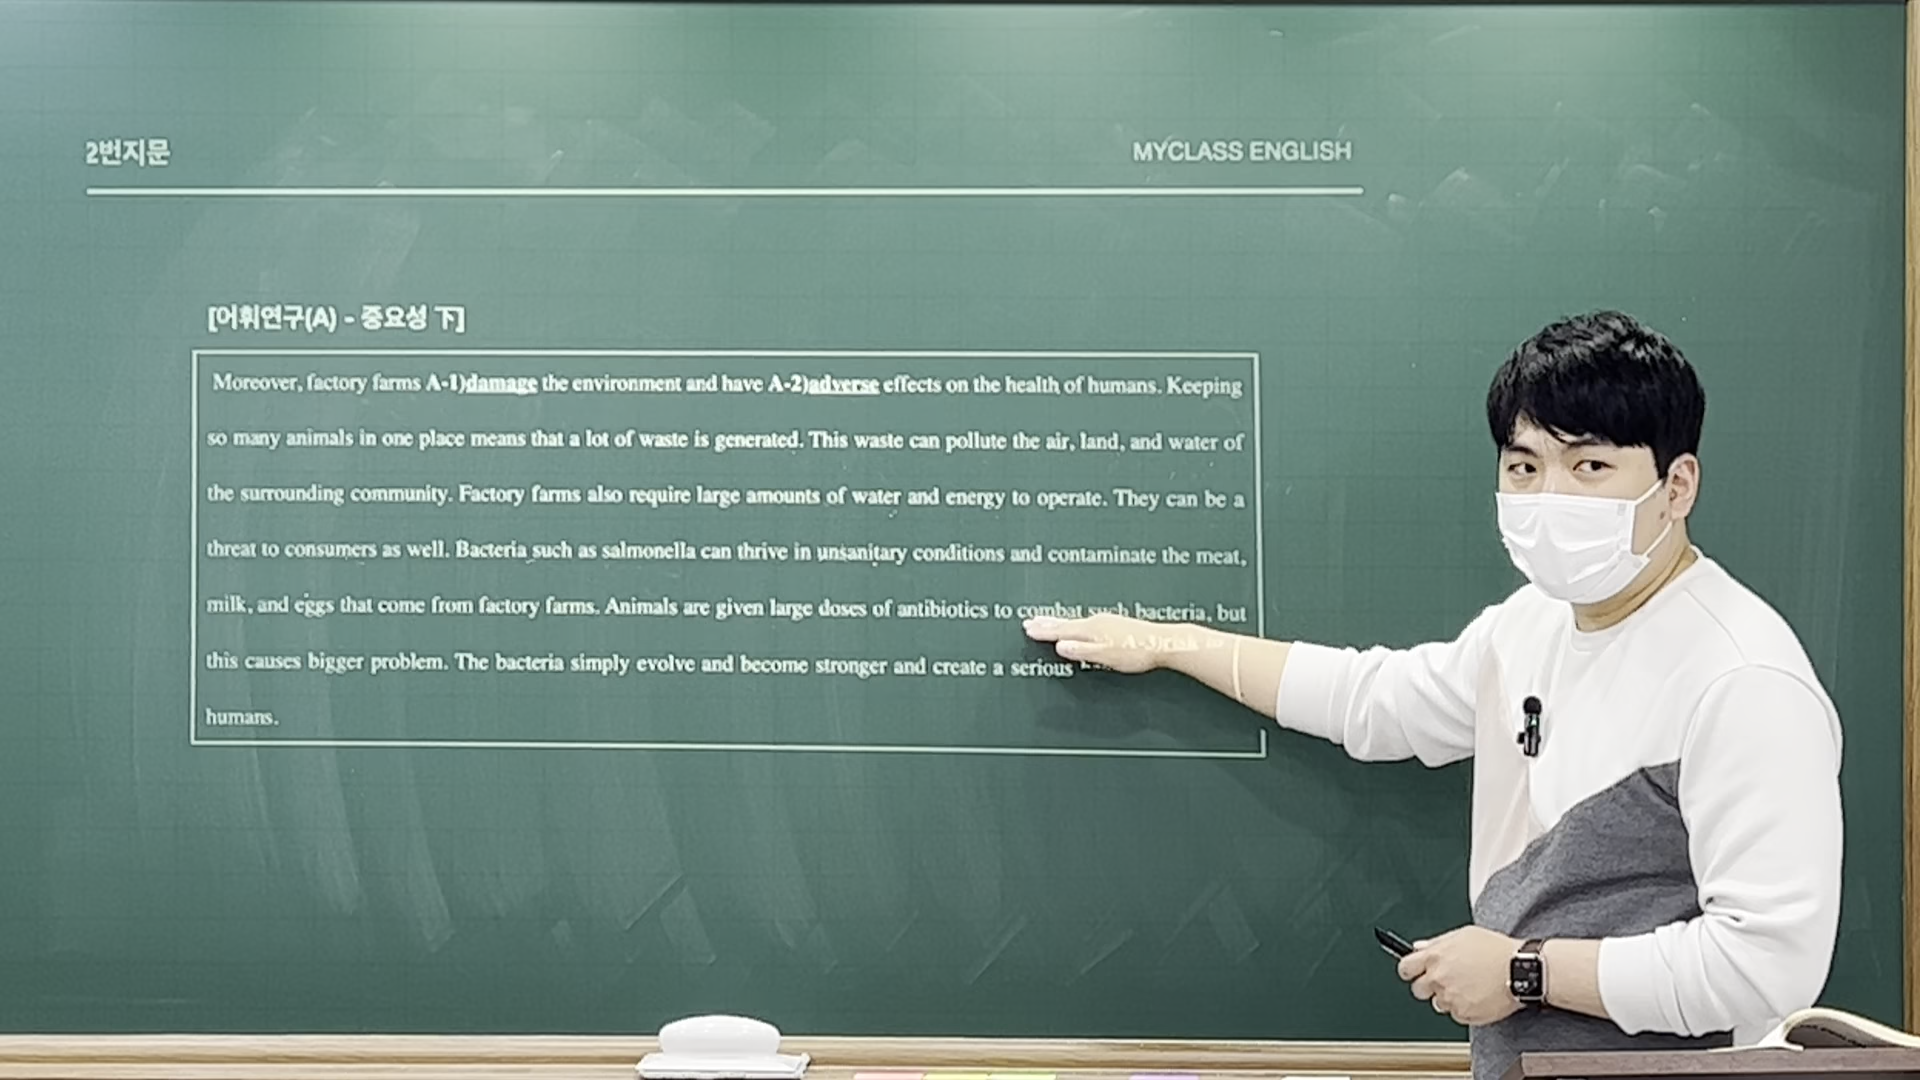 2번지문
MYCLASS ENGLISH
[어휘연구(A) - 중요성 下]
Moreover, factory farms A-1)damage the environment and have A-2)adverse effects on the health of humans. Keeping
so many animals in one place means that a lot of waste is generated. This waste can pollute the air, land, and water of
the surrounding community. Factory farms also require large amounts of water and energy to operate. They can be a
threat to consumers as well. Bacteria such as salmonella can thrive in unsanitary conditions and contaminate the meat,
milk, and eggs that come from factory farms. Animals are given large doses of antibiotics to combat such bacteria, but
this causes bigger problem. The bacteria simply evolve and become stronger and create a serious A-3)risk to
humans.